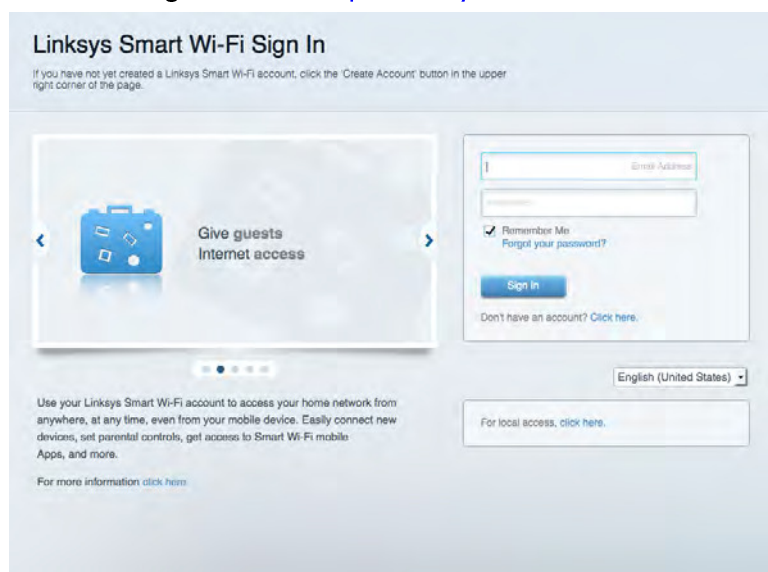 Linksys Smart Wi-Fi Sign In
If you have not yet created a Linksys Smart Wi-Fi account, click the 'Create Account' button in the upper
right corner of the page.
Give guests
Internet access
Email Address
Remember Me
Forgot your password?
Sign In
Don't have an account? Click here.
English (United States)
Use your Linksys Smart Wi-Fi account to access your home network from
anywhere, at any time, even from your mobile device. Easily connect new
devices, set parental controls, get access to Smart Wi-Fi mobile
Apps, and more.
For local access, click here.
For more information click here